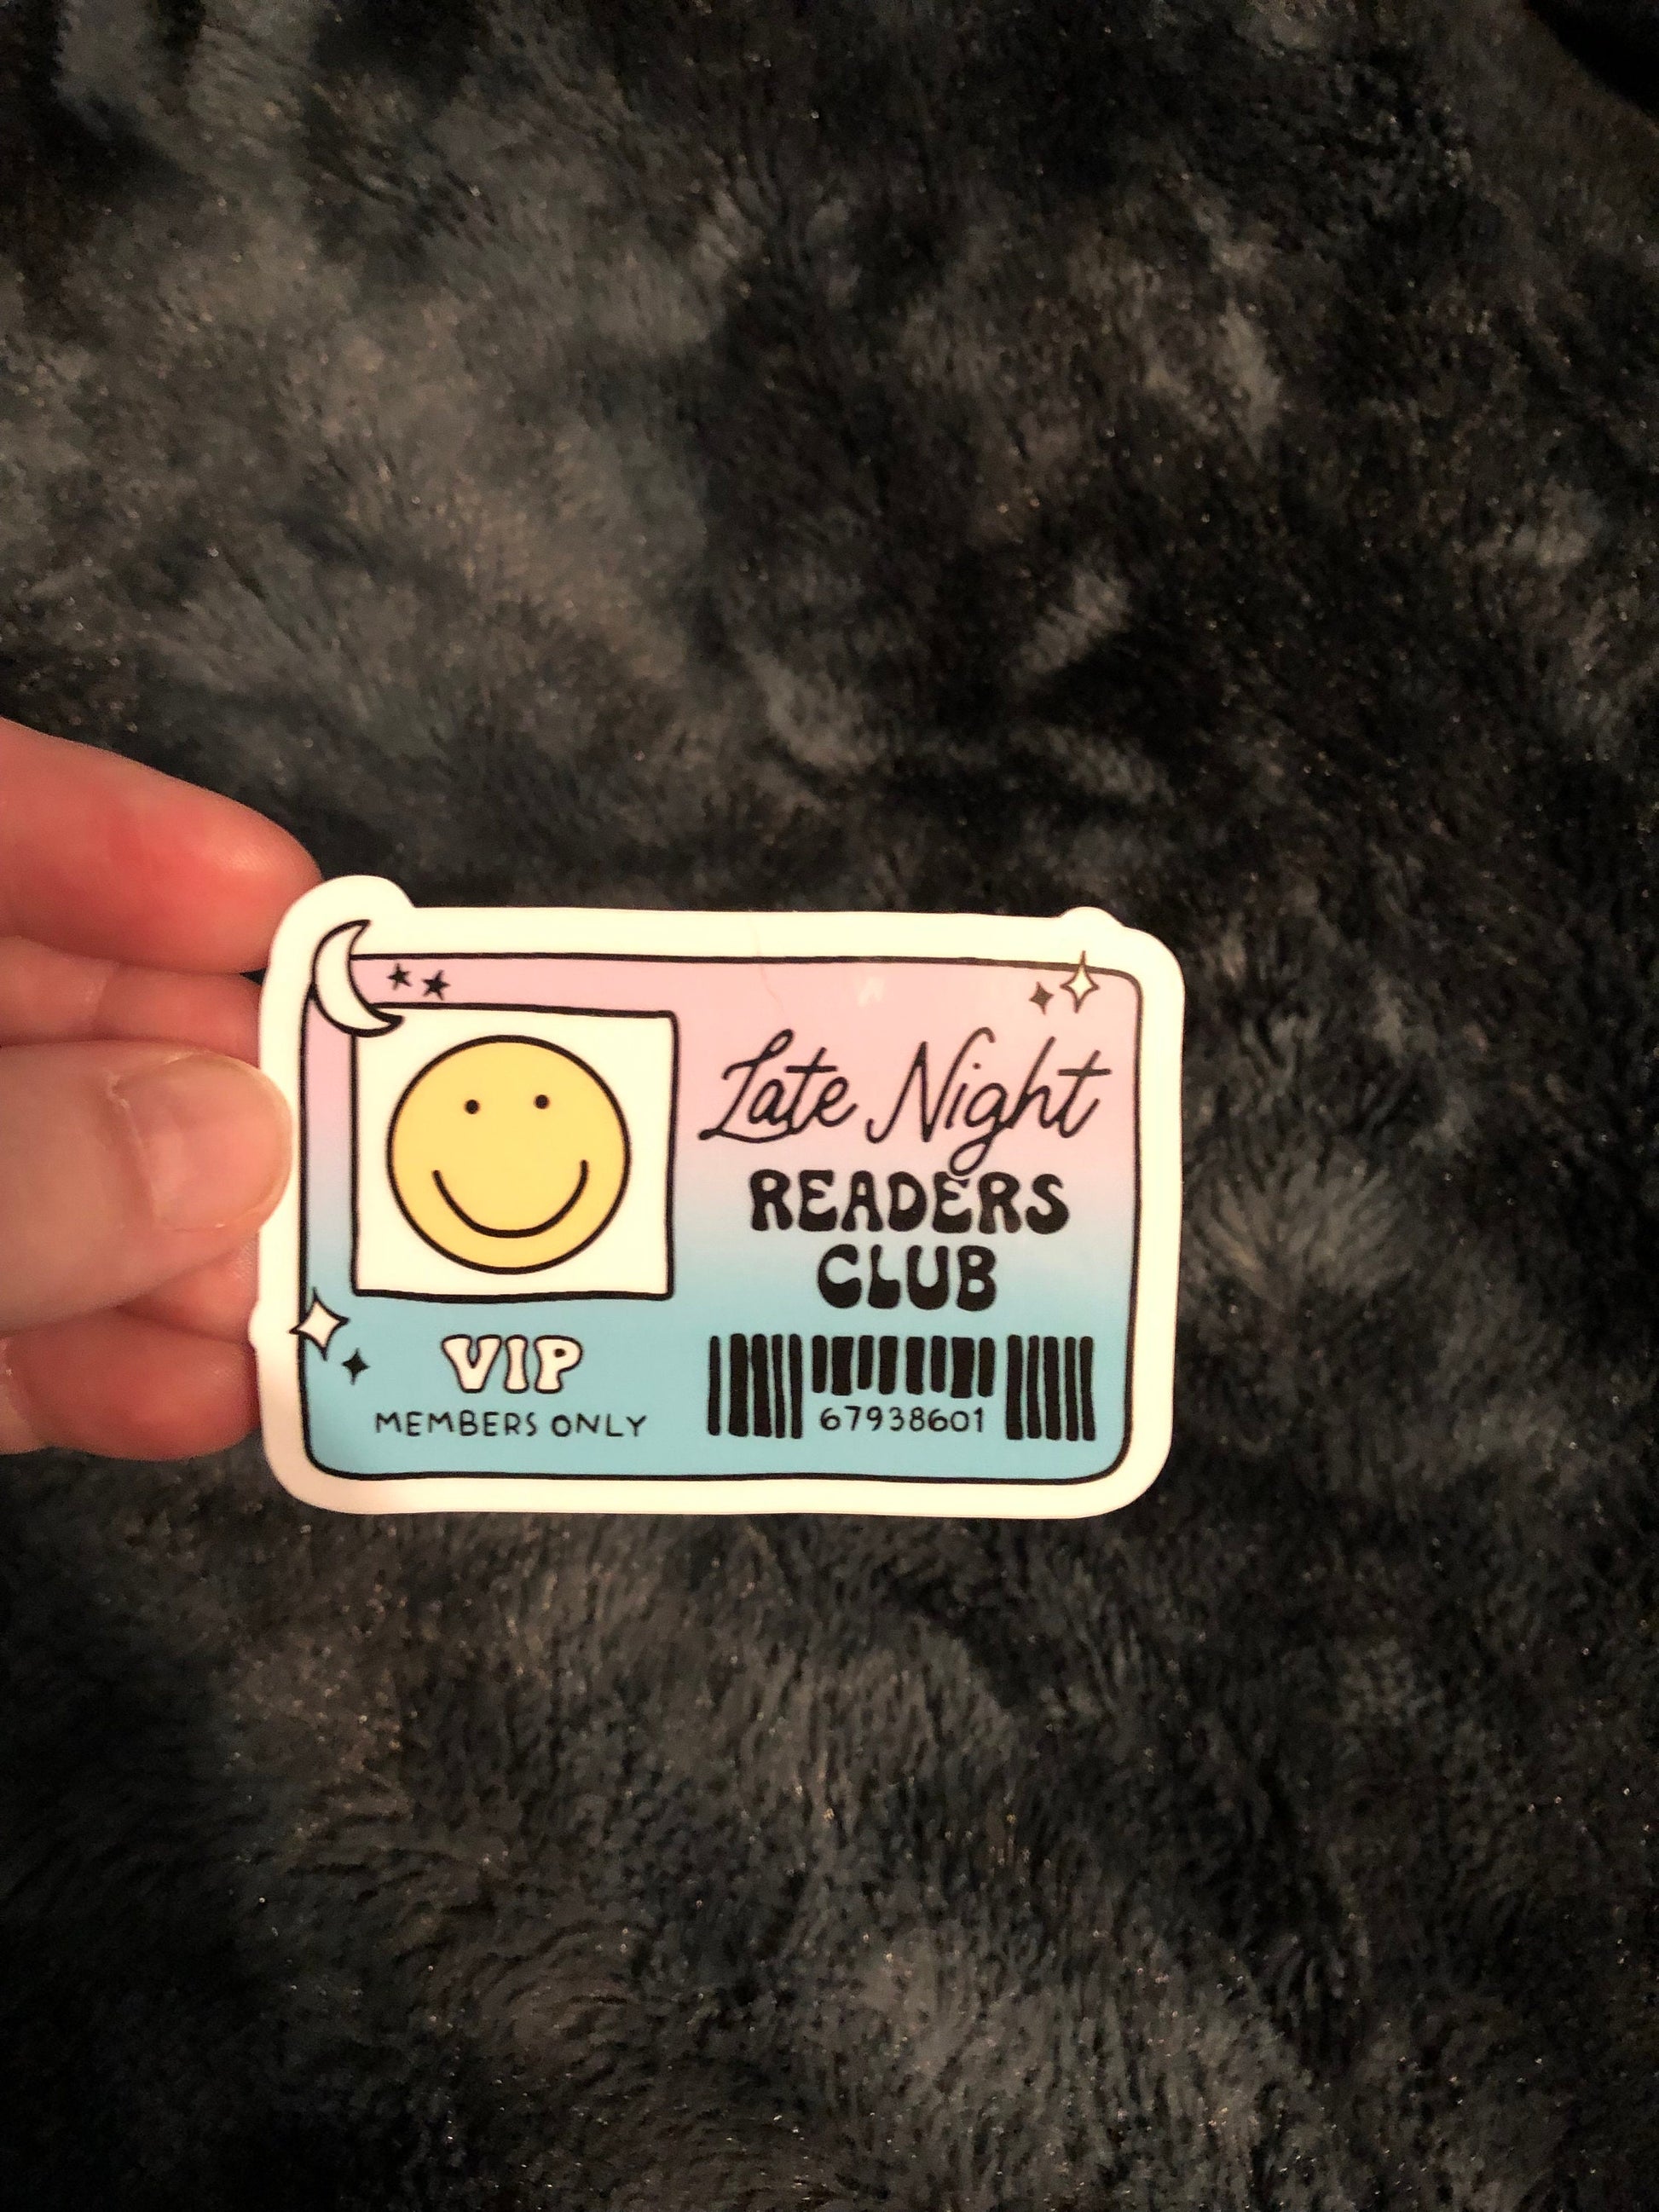 Late Night
READERS
CLUB
VIP
MEMBERS ONLY
67938601